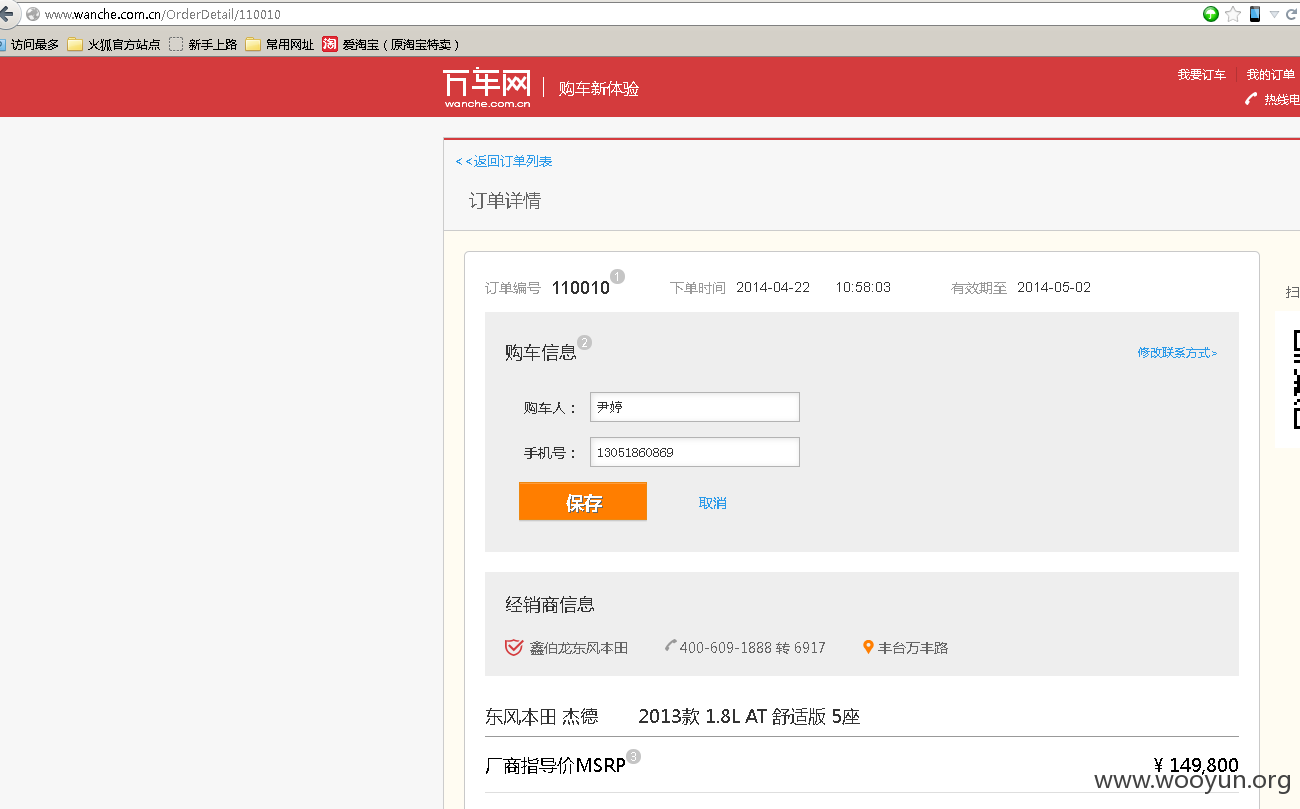 www.wanche.com.cn/OrderDetail/110010
访问最多 火狐官方站点 新手上路 常用网址 淘 爱淘宝（原淘宝特卖）
万车网 购车新体验
wanche.com.cn
我要订车 我的订单
热线电
<<返回订单列表
订单详情
订单编号 110010 1 下单时间 2014-04-22 10:58:03 有效期至 2014-05-02
扫
购车信息 2 修改联系方式>
购车人： 尹婷
手机号： 13051860869
保存 取消
经销商信息
鑫伯龙东风本田 400-609-1888 转 6917 丰台万丰路
东风本田 杰德 2013款 1.8L AT 舒适版 5座
厂商指导价MSRP 3 ¥ 149,800
www.wooyun.org